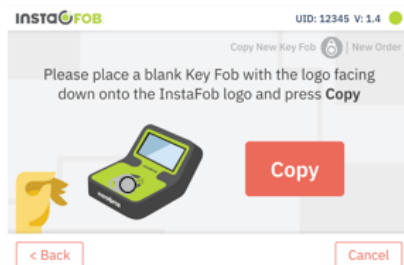 INSTAFOB
UID: 12345 V: 1.4
Copy New Key Fob | New Order
Please place a blank Key Fob with the logo facing
down onto the InstaFob logo and press Copy
Copy
< Back
Cancel